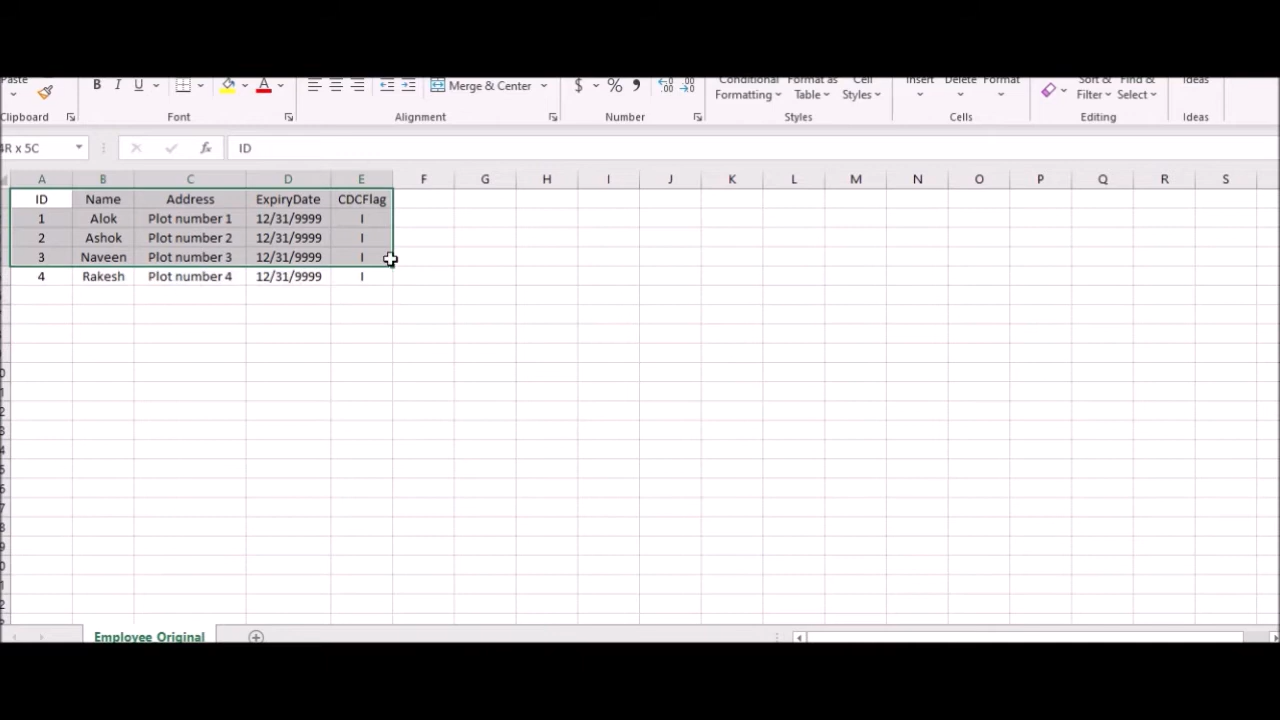 Paste B I U A Merge & Center $ % , Conditional Format as Cell Insert Delete Format Sort & Find & Ideas
Formatting Table Styles Filter Select
Clipboard Font Alignment Number Styles Cells Editing Ideas
4R x 5C fx ID
A B C D E F G H I J K L M N O P Q R S
ID Name Address ExpiryDate CDCFlag
1 Alok Plot number 1 12/31/9999 I
2 Ashok Plot number 2 12/31/9999 I
3 Naveen Plot number 3 12/31/9999 I
4 Rakesh Plot number 4 12/31/9999 I
Employee Original